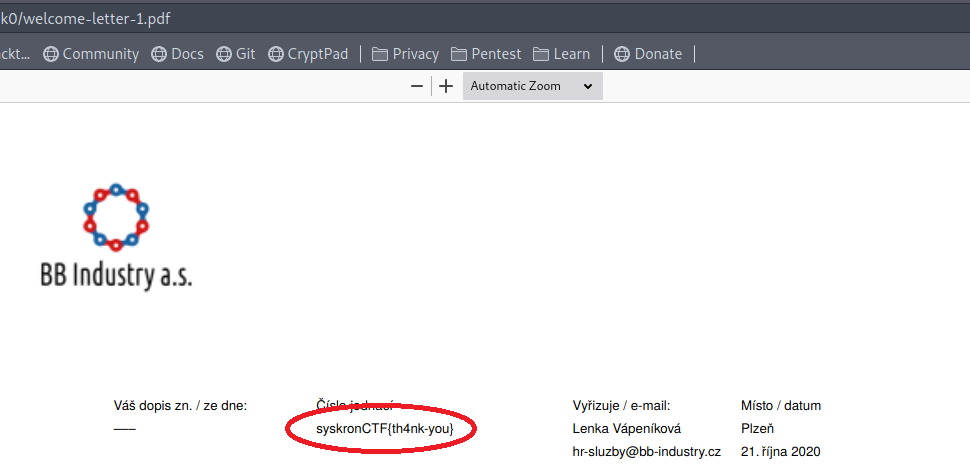 k0/welcome-letter-1.pdf
ckt... Community Docs Git CryptPad Privacy Pentest Learn Donate
Automatic Zoom
BB Industry a.s.
Váš dopis zn. / ze dne: Číslo jednací Vyřizuje / e-mail: Místo / datum
––– syskronCTF{th4nk-you} Lenka Vápeníková Plzeň
hr-sluzby@bb-industry.cz 21. října 2020